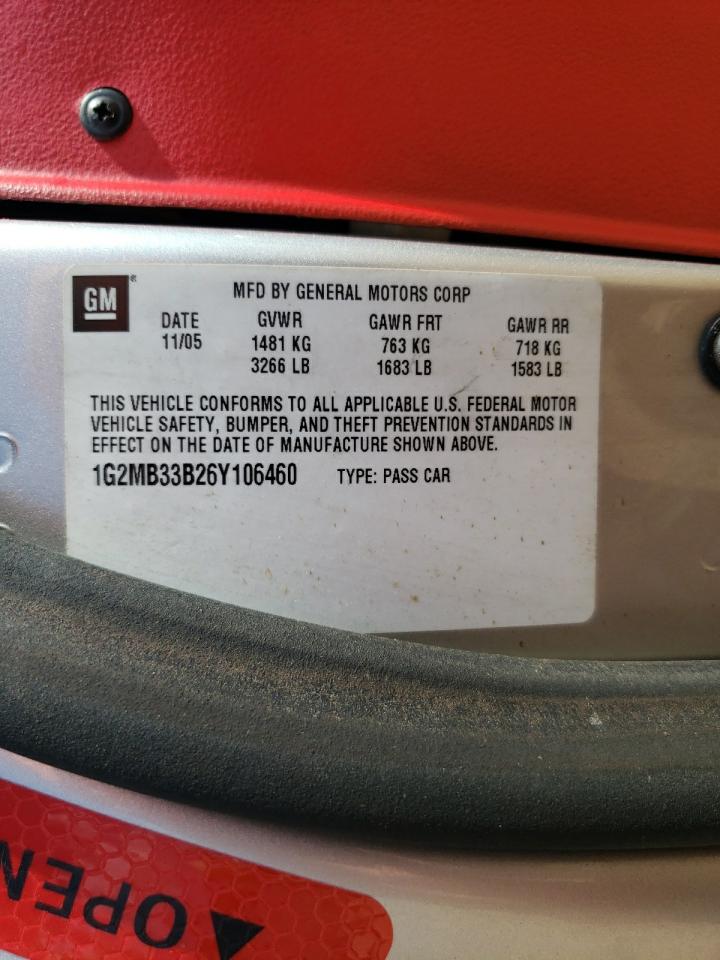 GM
MFD BY GENERAL MOTORS CORP
DATE GVWR GAWR FRT GAWR RR
11/05 1481 KG 763 KG 718 KG
3266 LB 1683 LB 1583 LB
THIS VEHICLE CONFORMS TO ALL APPLICABLE U.S. FEDERAL MOTOR
VEHICLE SAFETY, BUMPER, AND THEFT PREVENTION STANDARDS IN
EFFECT ON THE DATE OF MANUFACTURE SHOWN ABOVE.
1G2MB33B26Y106460 TYPE: PASS CAR
OPEN